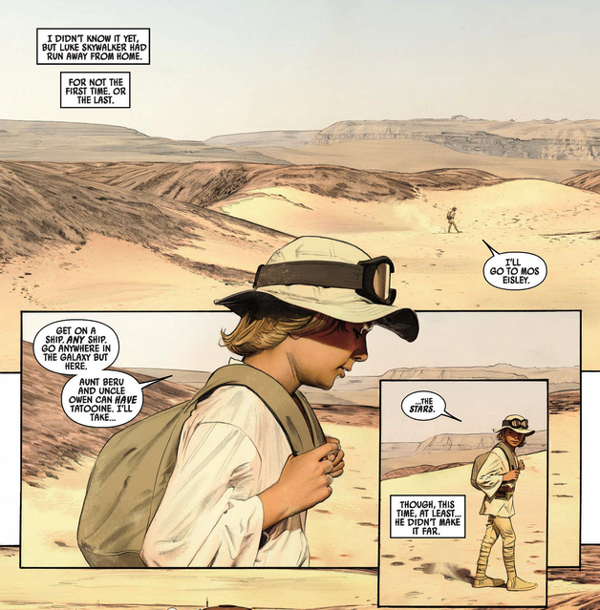 I DIDN'T KNOW IT YET,
BUT LUKE SKYWALKER HAD
RUN AWAY FROM HOME.
FOR NOT THE
FIRST TIME. OR
THE LAST.
I'LL
GO TO MOS
EISLEY.
GET ON A
SHIP. ANY SHIP.
GO ANYWHERE IN
THE GALAXY BUT
HERE.
AUNT BERU
AND UNCLE
OWEN CAN HAVE
TATOOINE. I'LL
TAKE...
...THE
STARS.
THOUGH, THIS
TIME, AT LEAST...
HE DIDN'T MAKE
IT FAR.